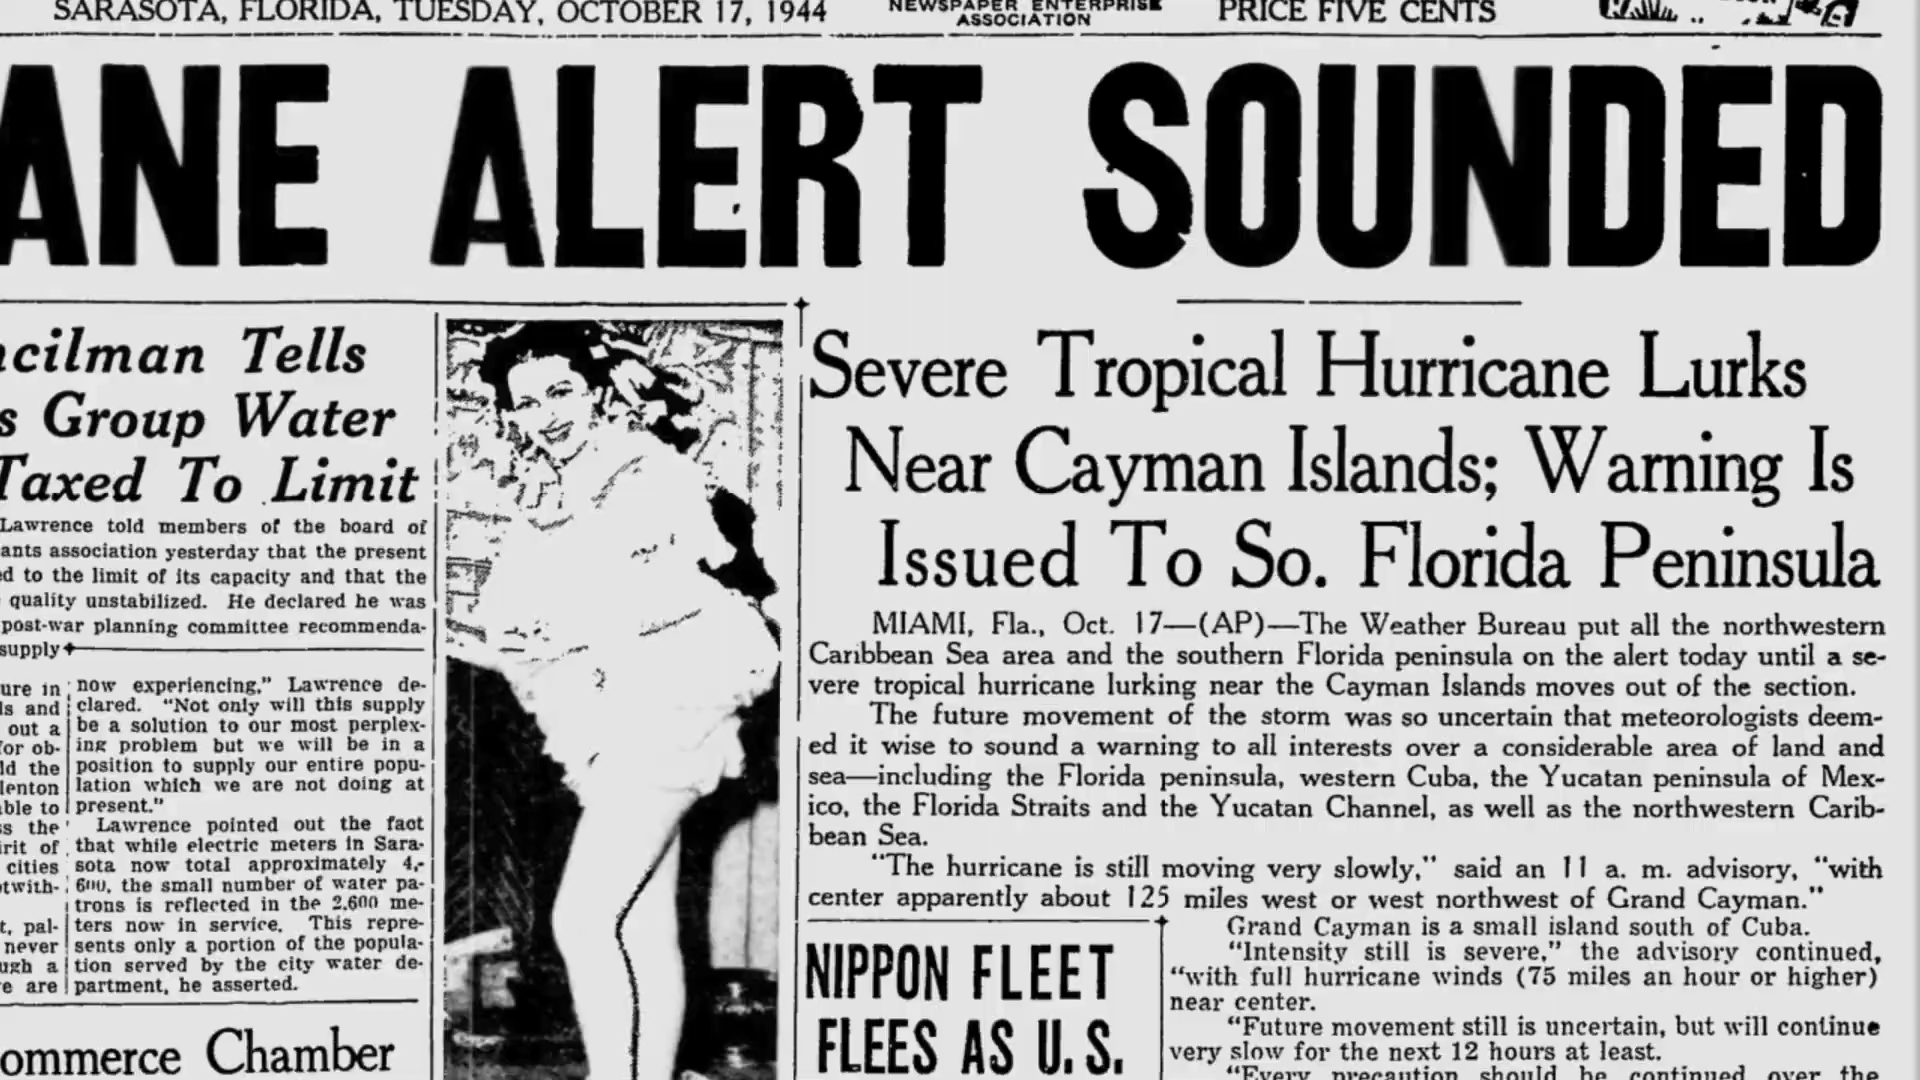 SARASOTA, FLORIDA, TUESDAY, OCTOBER 17, 1944
NEWSPAPER ENTERPRISE
ASSOCIATION
PRICE FIVE CENTS
ANE ALERT SOUNDED
ncilman Tells
s Group Water
Taxed To Limit
Lawrence told members of the board of
ants association yesterday that the present
ed to the limit of its capacity and that the
quality unstabilized. He declared he was
post-war planning committee recommenda-
supply
ure in
ls and
out a
for ob-
ld the
lenton
able to
ss the
irit of
cities
otwith-
t, pal-
never
ugh a
e are
now experiencing," Lawrence de-
clared. "Not only will this supply
be a solution to our most perplex-
ing problem but we will be in a
position to supply our entire popu-
lation which we are not doing at
present."
Lawrence pointed out the fact
that while electric meters in Sara-
sota now total approximately 4,-
600, the small number of water pa-
trons is reflected in the 2,600 me-
ters now in service. This repre-
sents only a portion of the popula-
tion served by the city water de-
partment, he asserted.
ommerce Chamber
Severe Tropical Hurricane Lurks
Near Cayman Islands; Warning Is
Issued To So. Florida Peninsula
MIAMI, Fla., Oct. 17—(AP)—The Weather Bureau put all the northwestern
Caribbean Sea area and the southern Florida peninsula on the alert today until a se-
vere tropical hurricane lurking near the Cayman Islands moves out of the section.
The future movement of the storm was so uncertain that meteorologists deem-
ed it wise to sound a warning to all interests over a considerable area of land and
sea—including the Florida peninsula, western Cuba, the Yucatan peninsula of Mex-
ico, the Florida Straits and the Yucatan Channel, as well as the northwestern Carib-
bean Sea.
"The hurricane is still moving very slowly," said an 11 a. m. advisory, "with
center apparently about 125 miles west or west northwest of Grand Cayman."
NIPPON FLEET
FLEES AS U. S.
Grand Cayman is a small island south of Cuba.
"Intensity still is severe," the advisory continued,
"with full hurricane winds (75 miles an hour or higher)
near center.
"Future movement still is uncertain, but will continue
very slow for the next 12 hours at least.
"Every precaution should be continued over the